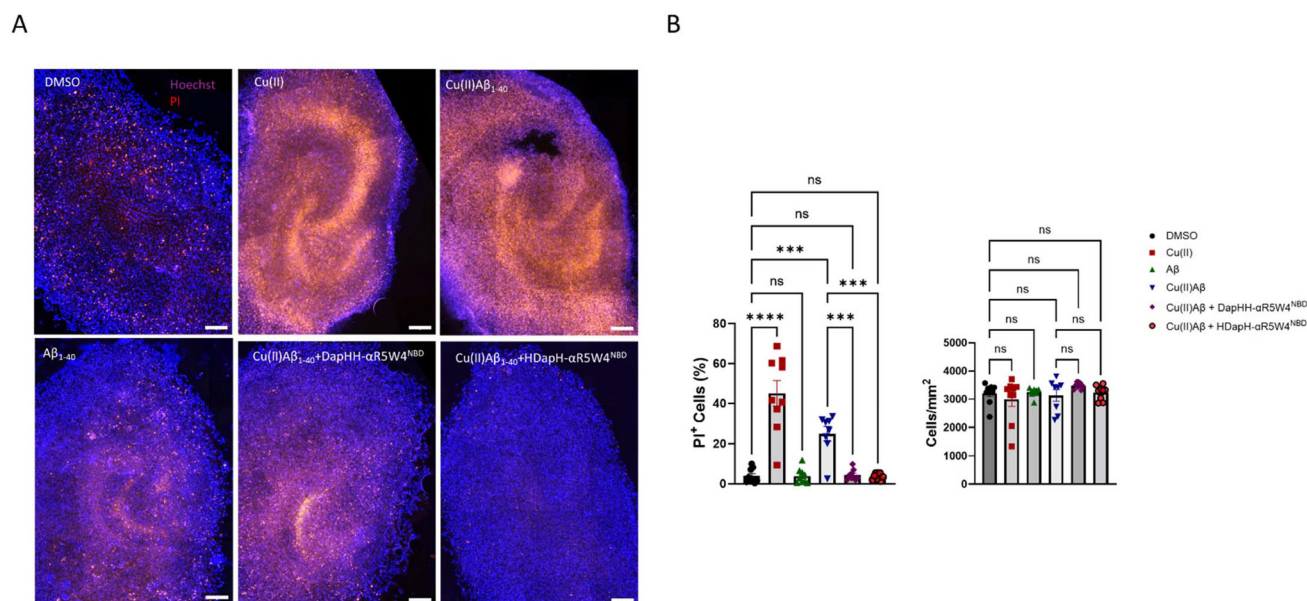 A
B
DMSO
Hoechst
PI
Cu(II)
Cu(II)Aβ₁₋₄₀
Aβ₁₋₄₀
Cu(II)Aβ₁₋₄₀+DapHH-αR5W4ᴺᴮᴰ
Cu(II)Aβ₁₋₄₀+HDapH-αR5W4ᴺᴮᴰ
ns
ns
***
ns
***
****
***
80
60
40
20
0
PI⁺ Cells (%)
ns
ns
ns
ns
ns
ns
5000
4000
3000
2000
1000
0
Cells/mm²
DMSO
Cu(II)
Aβ
Cu(II)Aβ
Cu(II)Aβ + DapHH-αR5W4ᴺᴮᴰ
Cu(II)Aβ + HDapH-αR5W4ᴺᴮᴰ